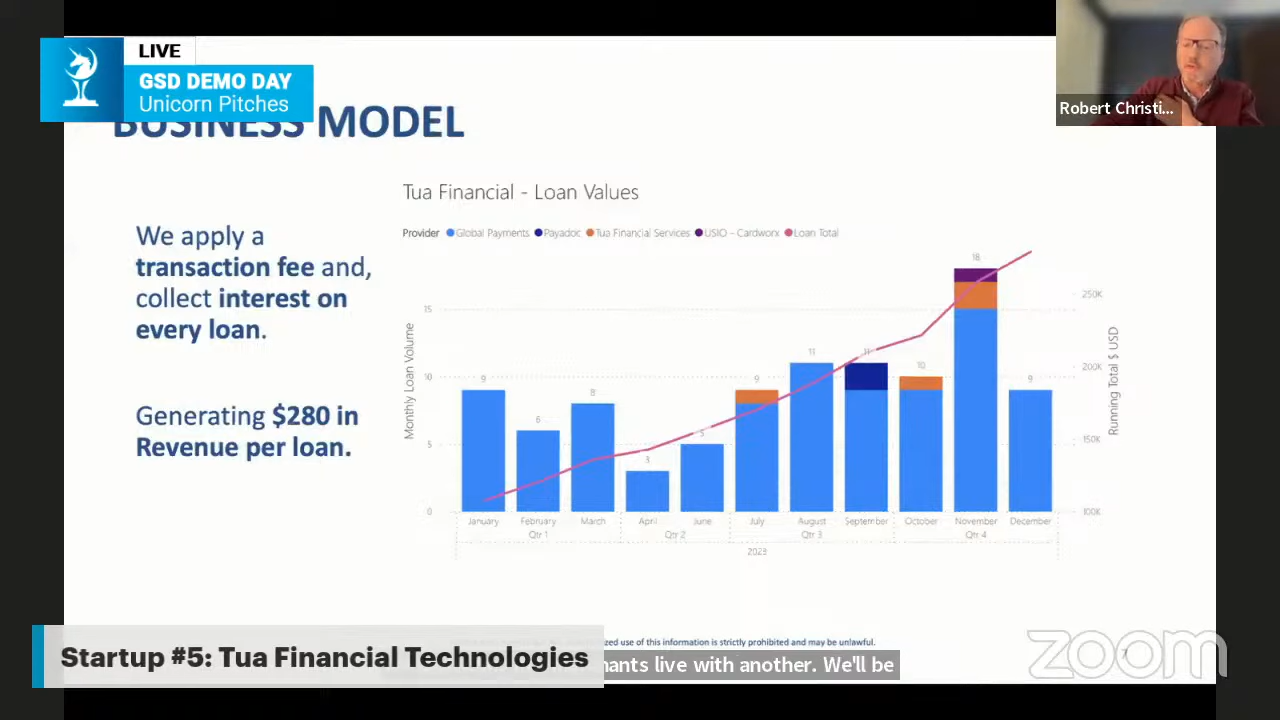 LIVE
GSD DEMO DAY
Unicorn Pitches
Robert Christi...
BUSINESS MODEL
Tua Financial - Loan Values
Provider Global Payments Payadoc Tua Financial Services USIO - Cardworx Loan Total
We apply a
transaction fee and,
collect interest on
every loan.
Generating $280 in
Revenue per loan.
Monthly Loan Volume
15
10
5
0
9
6
8
3
5
9
11
11
10
18
9
250K
200K
150K
100K
Running Total $ USD
January February March April June July August September October November December
Qtr 1 Qtr 2 Qtr 3 Qtr 4
2023
use of this information is strictly prohibited and may be unlawful.
Startup #5: Tua Financial Technologies
live with another. We'll be
zoom
7